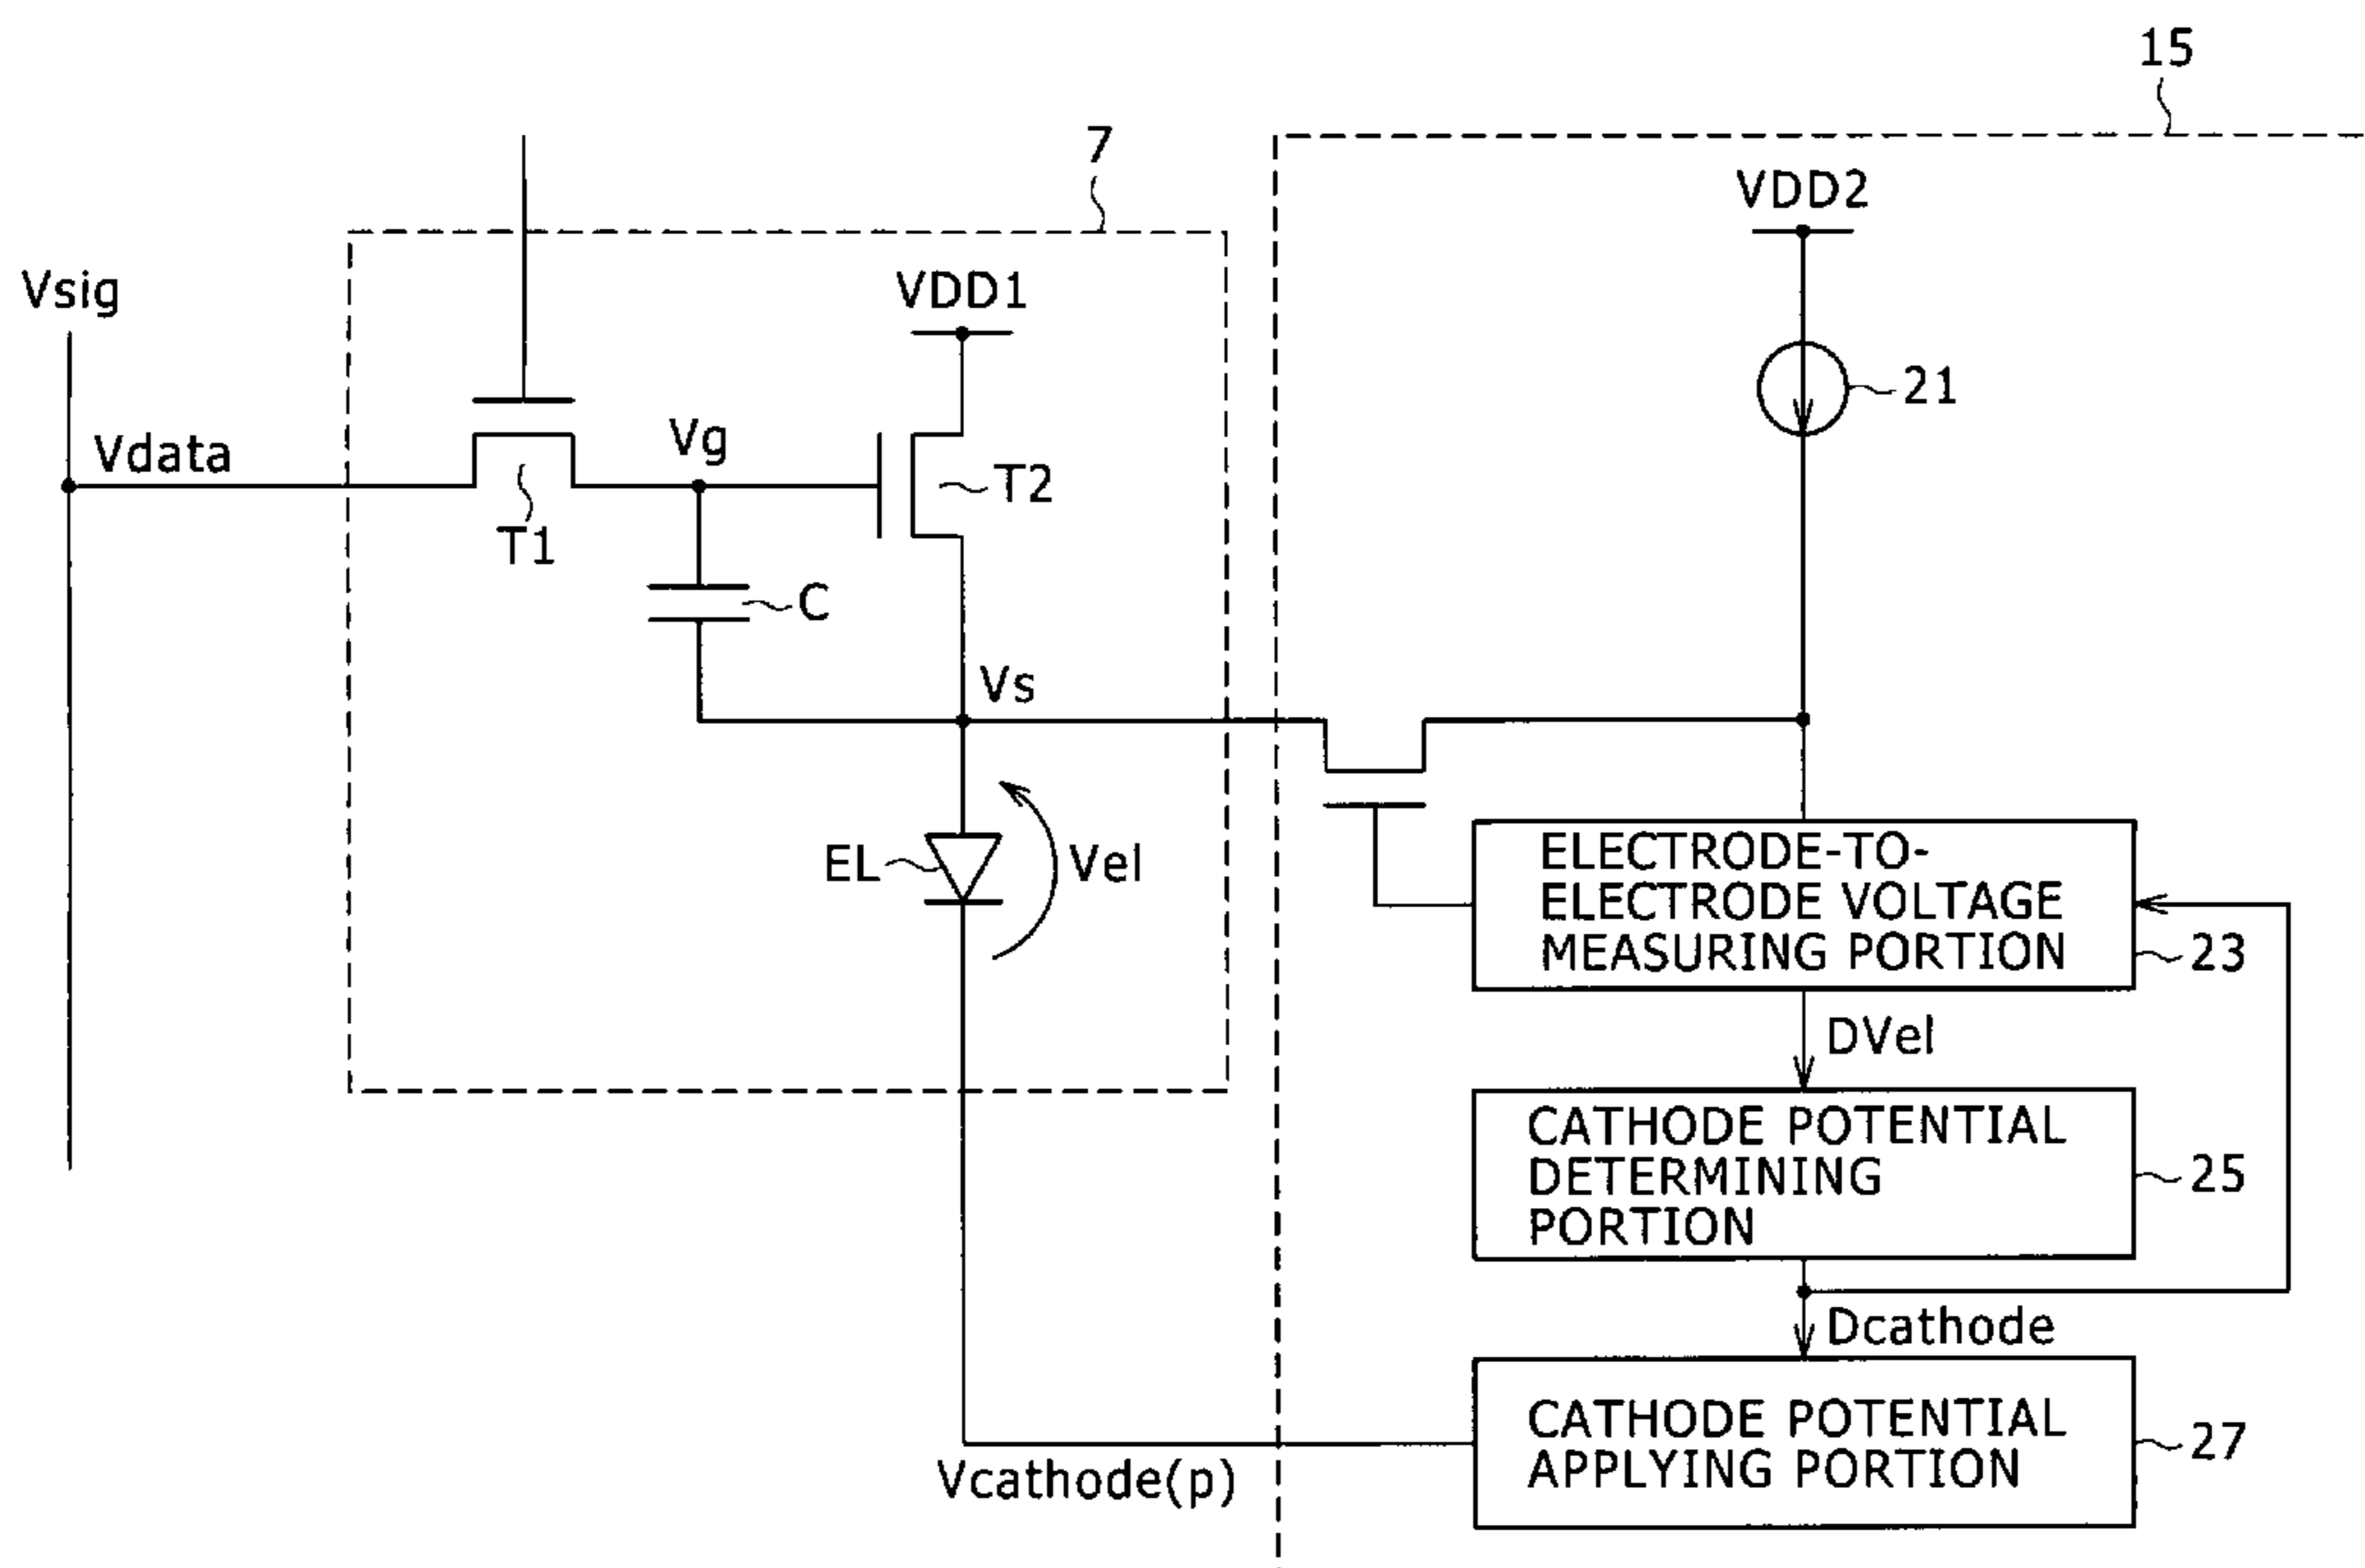 15
7
VDD2
Vsig
VDD1
21
Vdata
Vg
T2
T1
C
Vs
EL
Vel
ELECTRODE-TO-
ELECTRODE VOLTAGE
MEASURING PORTION
23
DVel
CATHODE POTENTIAL
DETERMINING
PORTION
25
Dcathode
CATHODE POTENTIAL
APPLYING PORTION
27
Vcathode(p)